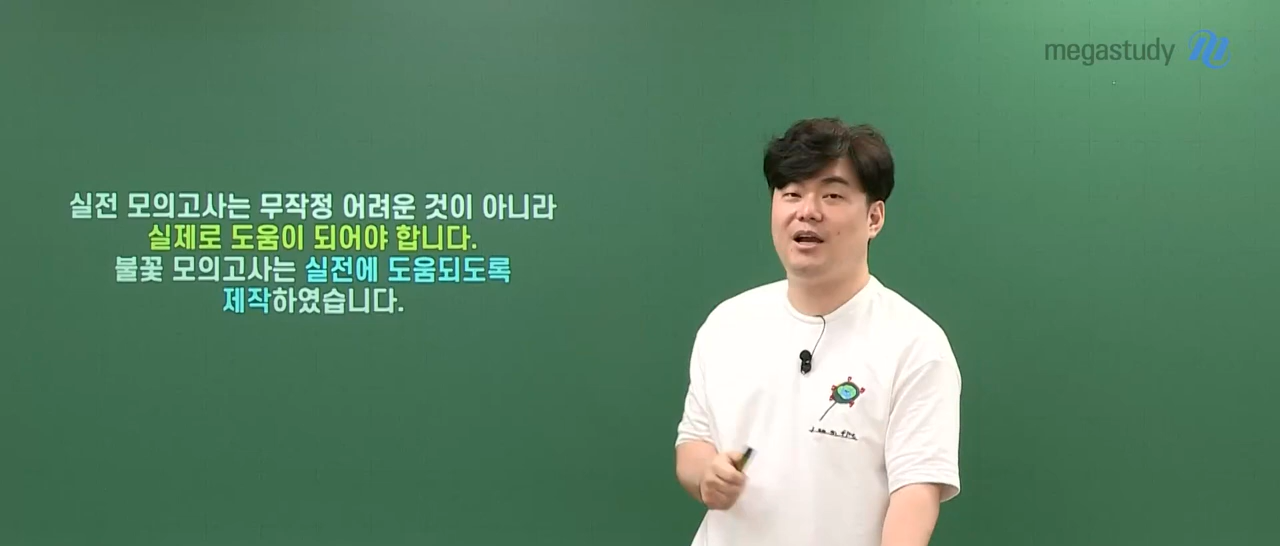 megastudy
실전 모의고사는 무작정 어려운 것이 아니라
실제로 도움이 되어야 합니다.
불꽃 모의고사는 실전에 도움되도록
제작하였습니다.